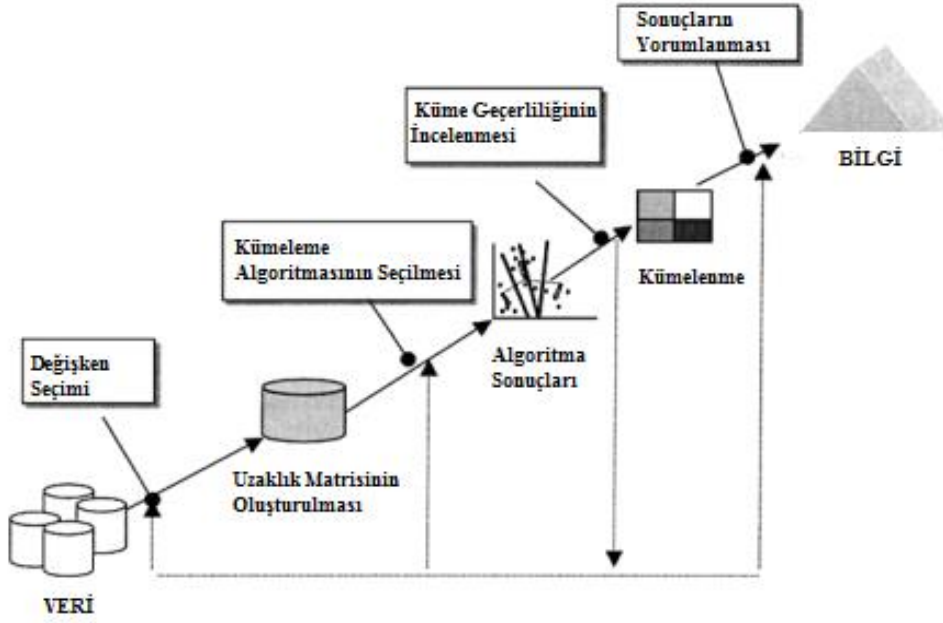 Sonuçların
Yorumlanması
BİLGİ
Küme Geçerliliğinin
İncelenmesi
Kümelenme
Kümeleme
Algoritmasının Seçilmesi
Algoritma
Sonuçları
Değişken
Seçimi
Uzaklık Matrisinin
Oluşturulması
VERİ